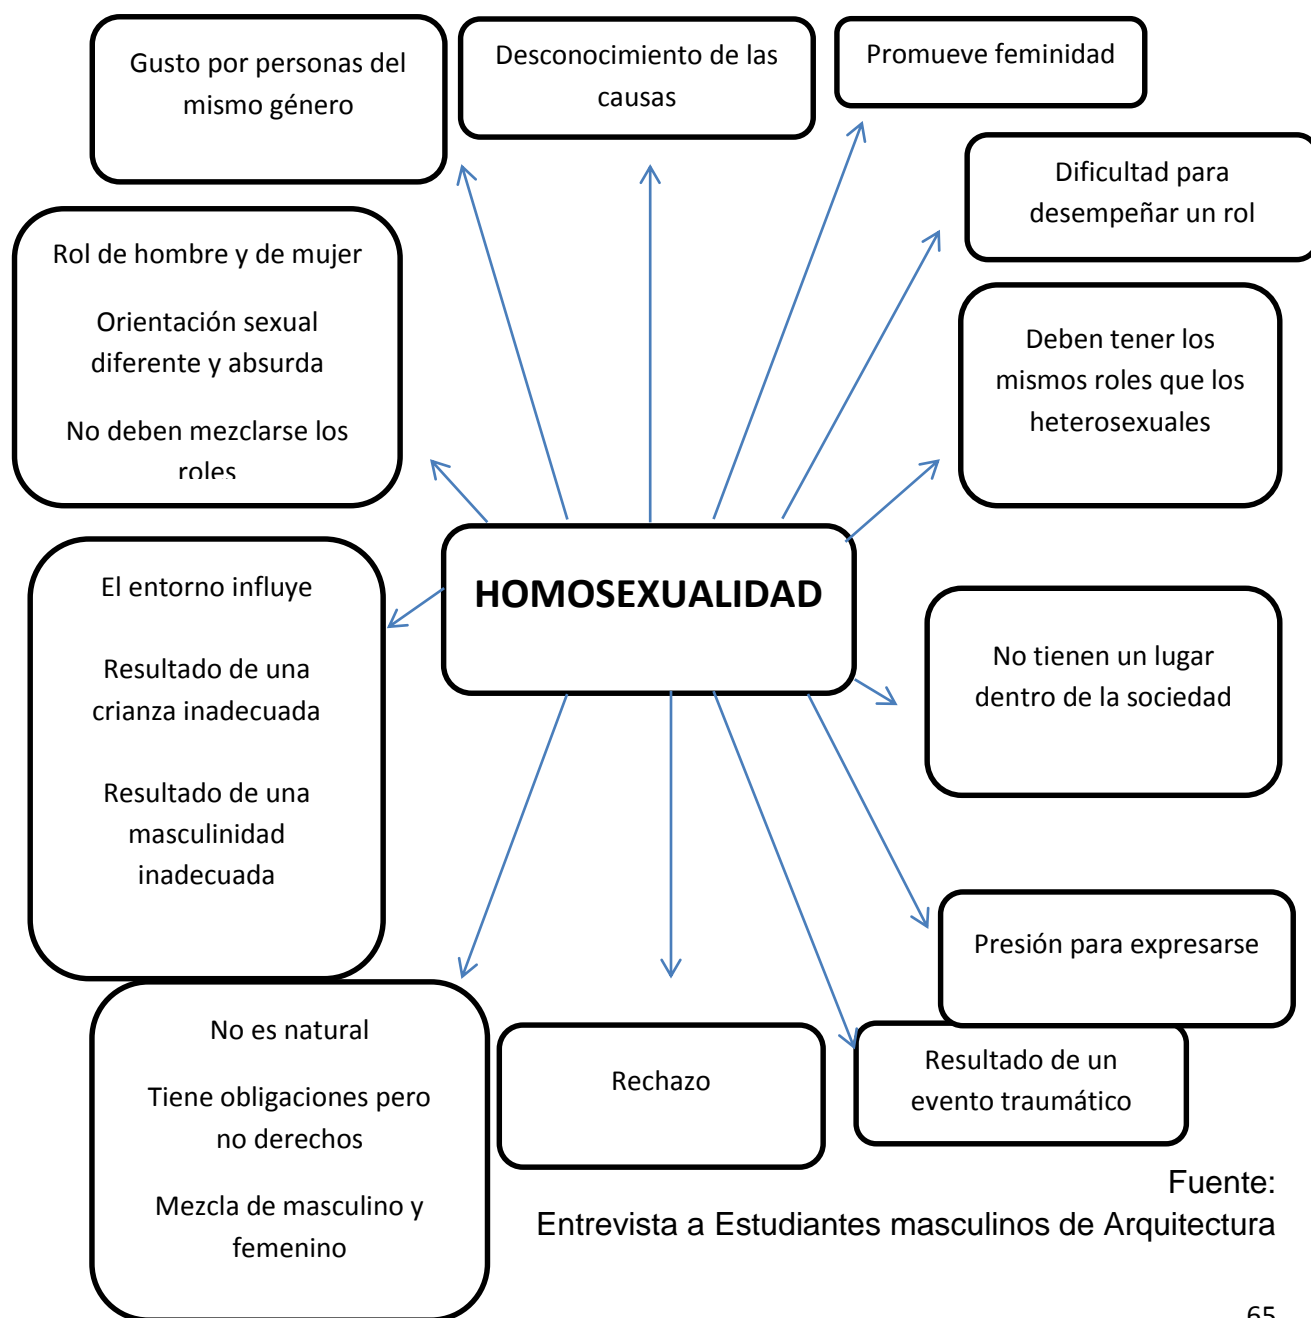 Gusto por personas del
mismo género
Desconocimiento de las
causas
Promueve feminidad
Dificultad para
desempeñar un rol
Rol de hombre y de mujer
Orientación sexual
diferente y absurda
No deben mezclarse los
roles
Deben tener los
mismos roles que los
heterosexuales
HOMOSEXUALIDAD
El entorno influye
Resultado de una
crianza inadecuada
Resultado de una
masculinidad
inadecuada
No tienen un lugar
dentro de la sociedad
Presión para expresarse
No es natural
Tiene obligaciones pero
no derechos
Mezcla de masculino y
femenino
Rechazo
Resultado de un
evento traumático
Fuente:
Entrevista a Estudiantes masculinos de Arquitectura
65